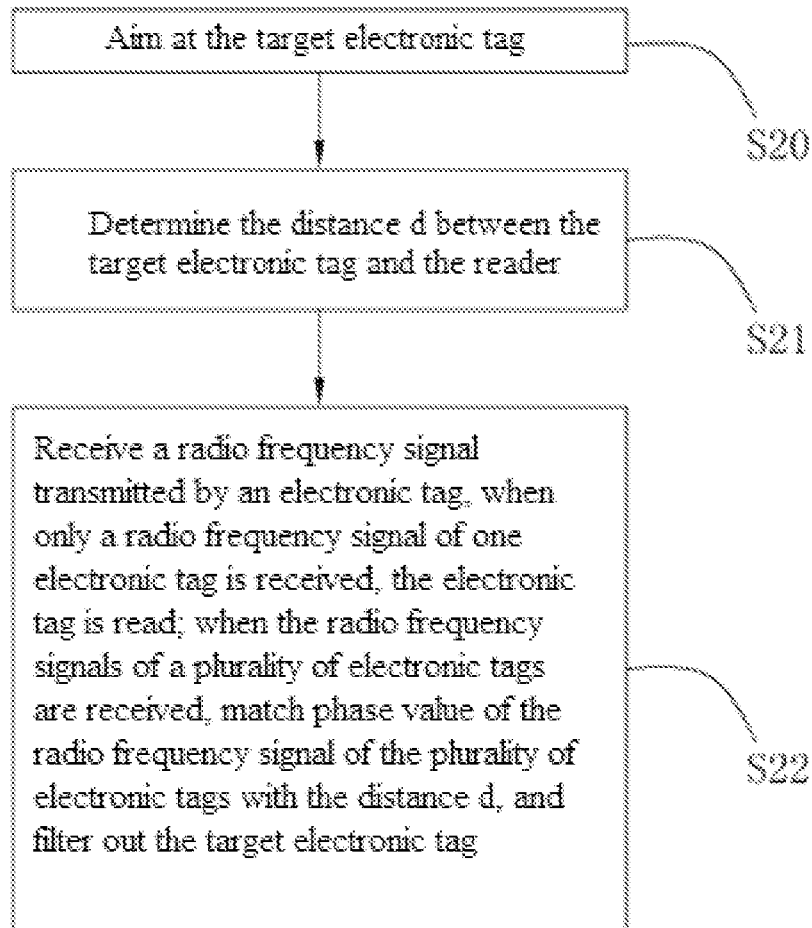 Aim at the target electronic tag
S20
Determine the distance d between the
target electronic tag and the reader
S21
Receive a radio frequency signal
transmitted by an electronic tag, when
only a radio frequency signal of one
electronic tag is received, the electronic
tag is read; when the radio frequency
signals of a plurality of electronic tags
are received, match phase value of the
radio frequency signal of the plurality of
electronic tags with the distance d, and
filter out the target electronic tag
S22